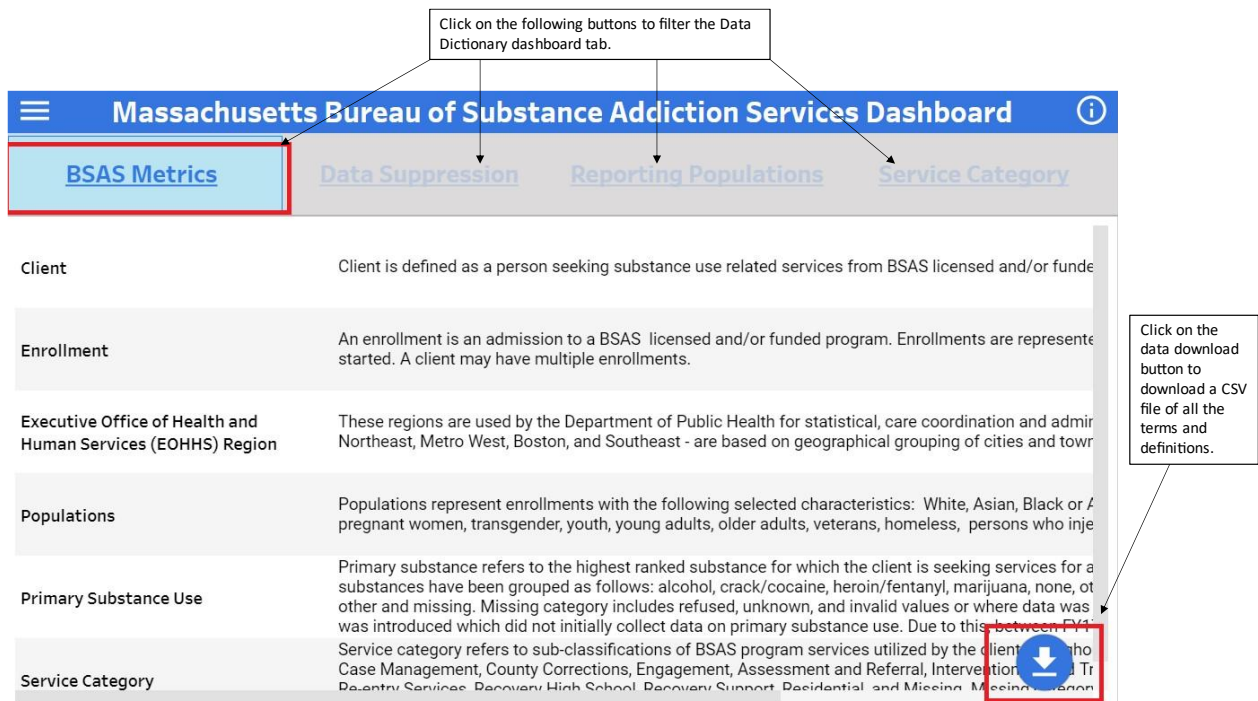 Click on the following buttons to filter the Data
Dictionary dashboard tab.
Massachusetts Bureau of Substance Addiction Services Dashboard
BSAS Metrics
Data Suppression
Reporting Populations
Service Category
Client
Client is defined as a person seeking substance use related services from BSAS licensed and/or funde
Enrollment
An enrollment is an admission to a BSAS licensed and/or funded program. Enrollments are represente
started. A client may have multiple enrollments.
Executive Office of Health and
Human Services (EOHHS) Region
These regions are used by the Department of Public Health for statistical, care coordination and
Northeast, Metro West, Boston, and Southeast - are based on geographical grouping of cities and
Populations
Populations represent enrollments with the following selected characteristics: White, Asian, Black or
pregnant women, transgender, youth, young adults, older adults, veterans, homeless, persons who
Primary Substance Use
Primary substance refers to the highest ranked substance for which the client is seeking services for a
substances have been grouped as follows: alcohol, crack/cocaine, heroin/fentanyl, marijuana, none,
other and missing. Missing category includes refused, unknown, and invalid values or where data was
was introduced which did not initially collect data on primary substance use. Due to this, between
Service Category
Service category refers to sub-classifications of BSAS program services utilized by the
Case Management, County Corrections, Engagement, Assessment and Referral,
Re-entry Services, Recovery High School, Recovery Support, Residential, and Missing. Missing
Click on the
data download
button to
download a CSV
file of all the
terms and
definitions.